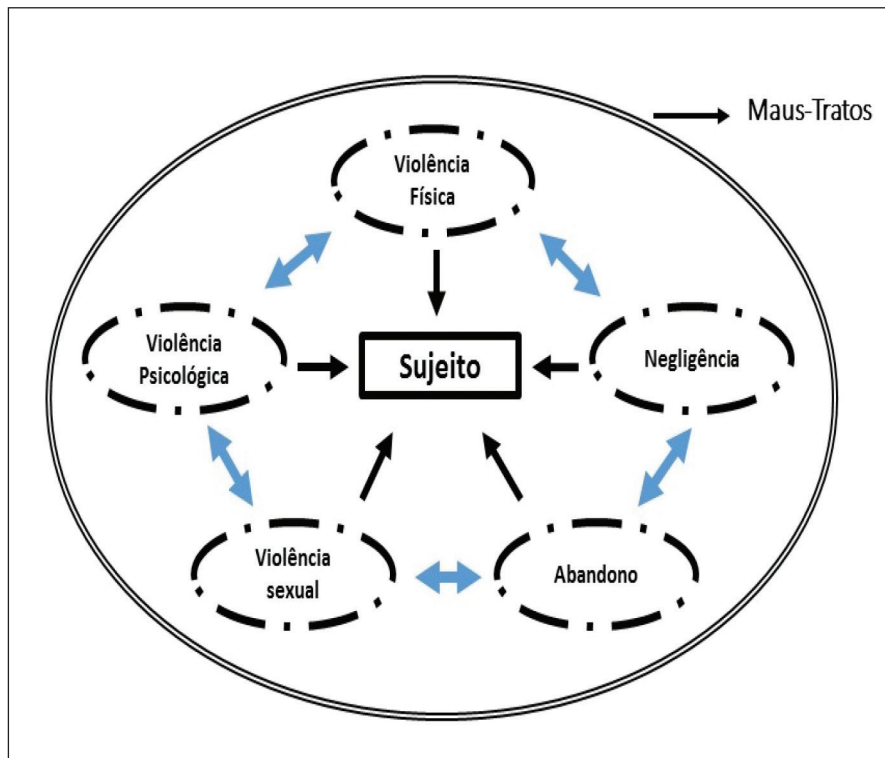 Maus-Tratos
Violência
Física
Violência
Psicológica
Sujeito
Negligência
Violência
sexual
Abandono